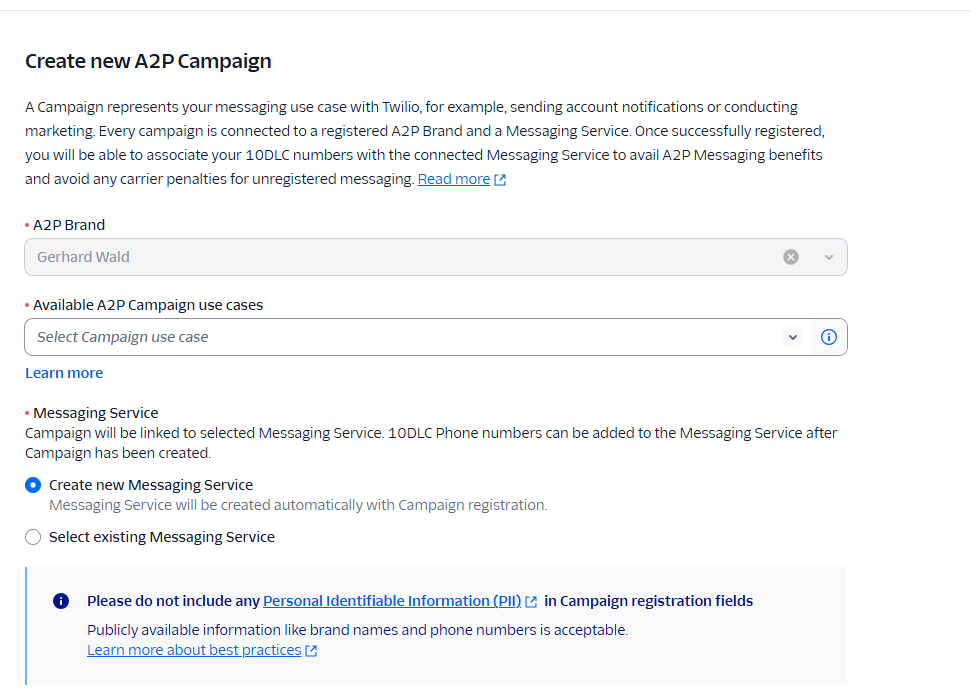 Create new A2P Campaign
A Campaign represents your messaging use case with Twilio, for example, sending account notifications or conducting
marketing. Every campaign is connected to a registered A2P Brand and a Messaging Service. Once successfully registered,
you will be able to associate your 10DLC numbers with the connected Messaging Service to avail A2P Messaging benefits
and avoid any carrier penalties for unregistered messaging. Read more
• A2P Brand
Gerhard Wald
• Available A2P Campaign use cases
Select Campaign use case
Learn more
• Messaging Service
Campaign will be linked to selected Messaging Service. 10DLC Phone numbers can be added to the Messaging Service after
Campaign has been created.
Create new Messaging Service
Messaging Service will be created automatically with Campaign registration.
Select existing Messaging Service
Please do not include any Personal Identifiable Information (PII) in Campaign registration fields
Publicly available information like brand names and phone numbers is acceptable.
Learn more about best practices